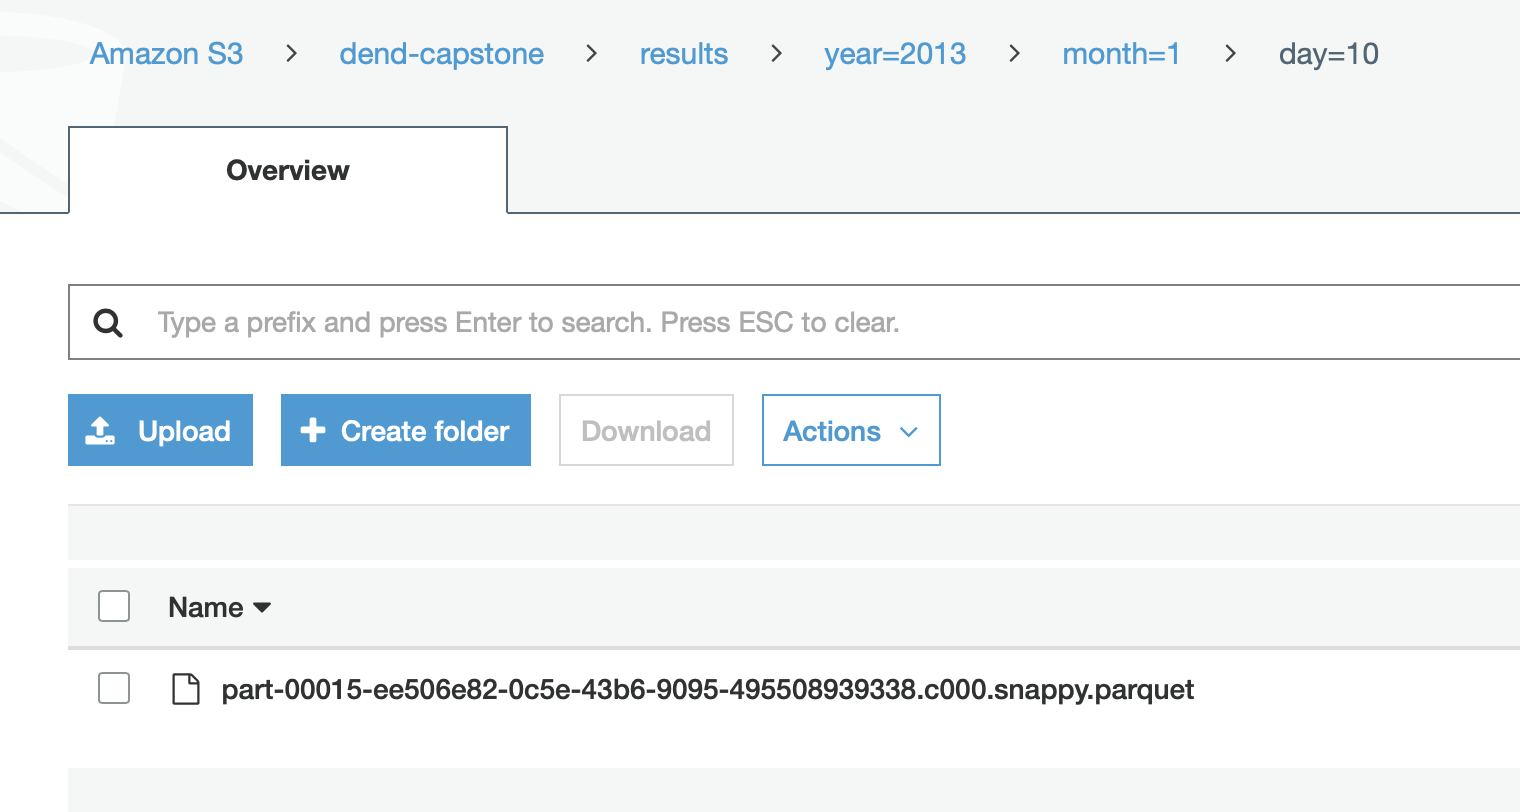 Amazon S3 > dend-capstone > results > year=2013 > month=1 > day=10
Overview
Type a prefix and press Enter to search. Press ESC to clear.
Upload Create folder Download Actions
Name
part-00015-ee506e82-0c5e-43b6-9095-495508939338.c000.snappy.parquet